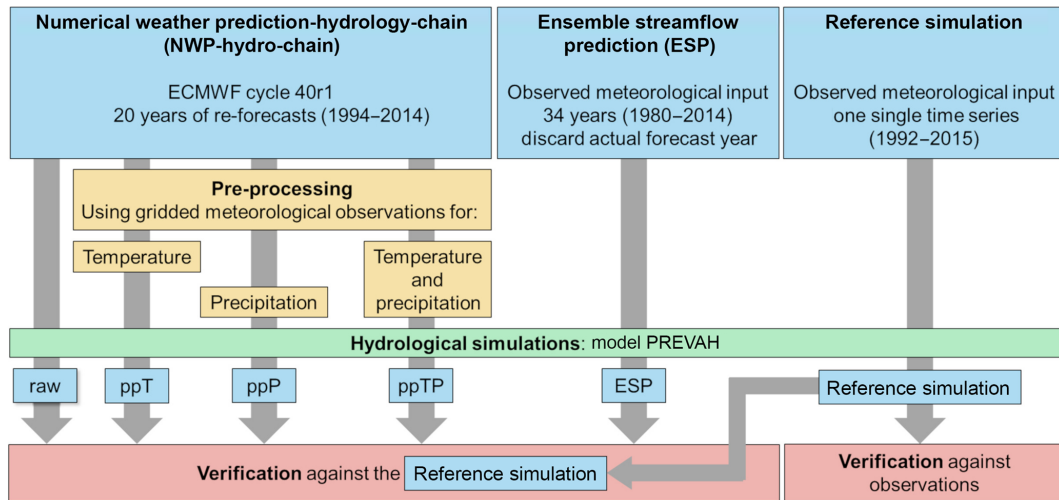 Numerical weather prediction-hydrology-chain
(NWP-hydro-chain)
ECMWF cycle 40r1
20 years of re-forecasts (1994–2014)
Ensemble streamflow
prediction (ESP)
Observed meteorological input
34 years (1980–2014)
discard actual forecast year
Reference simulation
Observed meteorological input
one single time series
(1992–2015)
Pre-processing
Using gridded meteorological observations for:
Temperature
Precipitation
Temperature
and
precipitation
Hydrological simulations: model PREVAH
raw
ppT
ppP
ppTP
ESP
Reference simulation
Verification against the Reference simulation
Verification against
observations